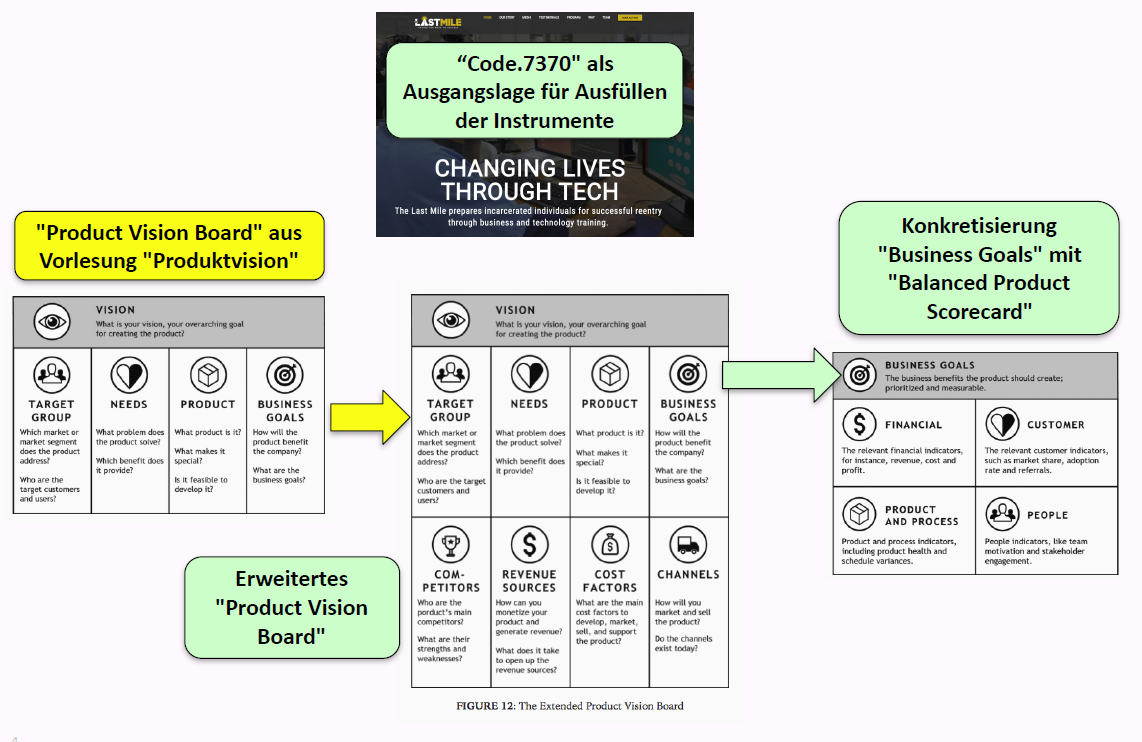 LASTMILE
HOME OUR STORY MEDIA TESTIMONIALS PROGRAM WHY TEAM
“Code.7370" als
Ausgangslage für Ausfüllen
der Instrumente
CHANGING LIVES
THROUGH TECH
The Last Mile prepares incarcerated individuals for successful reentry
through business and technology training.
"Product Vision Board" aus
Vorlesung "Produktvision"
VISION
What is your vision, your overarching goal
for creating the product?
TARGET
GROUP
Which market or
market segment
does the product
address?
Who are the
target customers
and users?
NEEDS
What problem does
the product solve?
Which benefit does
it provide?
PRODUCT
What product is it?
What makes it
special?
Is it feasible to
develop it?
BUSINESS
GOALS
How will the
product benefit
the company?
What are the
business goals?
Erweitertes
"Product Vision
Board"
VISION
What is your vision, your overarching goal
for creating the product?
TARGET
GROUP
Which market or
market segment
does the product
address?
Who are the target
customers and
users?
NEEDS
What problem does
the product solve?
Which benefit does
it provide?
PRODUCT
What product is it?
What makes it
special?
Is it feasible to
develop it?
BUSINESS
GOALS
How will the
product benefit
the company?
What are the
business goals?
COM-
PETITORS
Who are the
porduct's main
competitors?
What are their
strengths and
weaknesses?
REVENUE
SOURCES
How can you
monetize your
product and
generate revenue?
What does it take
to open up the
revenue sources?
COST
FACTORS
What are the main
cost factors to
develop, market,
sell, and support
the product?
CHANNELS
How will you
market and sell
the product?
Do the channels
exist today?
FIGURE 12: The Extended Product Vision Board
Konkretisierung
"Business Goals" mit
"Balanced Product
Scorecard"
BUSINESS GOALS
The business benefits the product should create;
prioritized and measurable.
FINANCIAL
The relevant financial indicators,
for instance, revenue, cost and
profit.
CUSTOMER
The relevant customer indicators,
such as market share, adoption
rate and referrals.
PRODUCT
AND PROCESS
Product and process indicators,
including product health and
schedule variances.
PEOPLE
People indicators, like team
motivation and stakeholder
engagement.